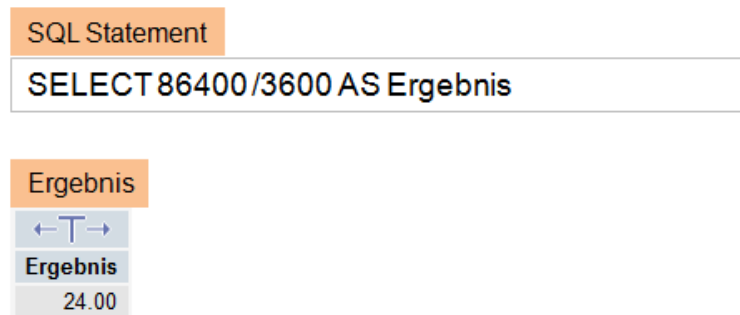 SQL Statement
SELECT 86400/3600 AS Ergebnis
Ergebnis
←T→
Ergebnis
24.00